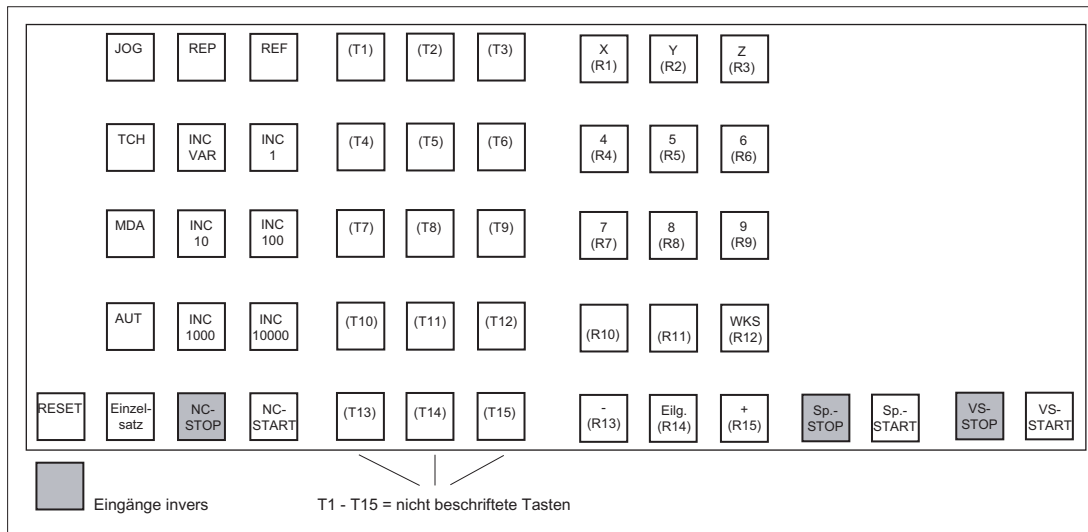 JOG REP REF (T1) (T2) (T3) X Y Z
(R1) (R2) (R3)
TCH INC INC (T4) (T5) (T6) 4 5 6
VAR 1 (R4) (R5) (R6)
MDA INC INC (T7) (T8) (T9) 7 8 9
10 100 (R7) (R8) (R9)
AUT INC INC (T10) (T11) (T12) WKS
1000 10000 (R10) (R11) (R12)
RESET Einzel- NC- NC- (T13) (T14) (T15) - Eilg. + Sp.- Sp.- VS- VS-
satz STOP START (R13) (R14) (R15) STOP START STOP START
Eingänge invers T1 - T15 = nicht beschriftete Tasten